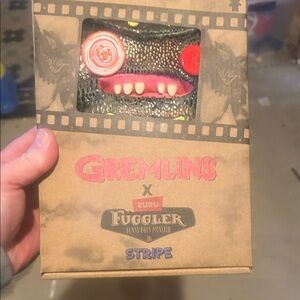 GREMLINS
X
ZURU
FUGGLER
FUNNY UGLY MONSTER
STRIPE